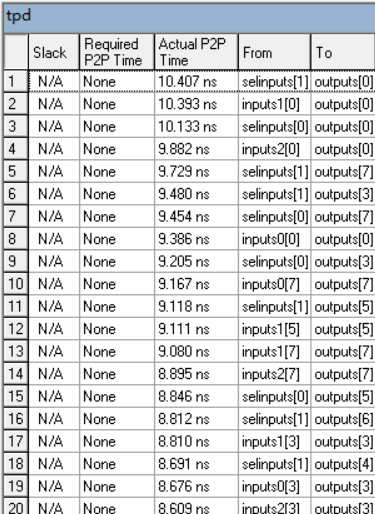 tpd
Slack Required P2P Time Actual P2P Time From To
1 N/A None 10.407 ns selinputs[1] outputs[0]
2 N/A None 10.393 ns inputs1[0] outputs[0]
3 N/A None 10.133 ns selinputs[0] outputs[0]
4 N/A None 9.882 ns inputs2[0] outputs[0]
5 N/A None 9.729 ns selinputs[1] outputs[7]
6 N/A None 9.480 ns selinputs[1] outputs[3]
7 N/A None 9.454 ns selinputs[0] outputs[7]
8 N/A None 9.386 ns inputs0[0] outputs[0]
9 N/A None 9.205 ns selinputs[0] outputs[3]
10 N/A None 9.167 ns inputs0[7] outputs[7]
11 N/A None 9.118 ns selinputs[1] outputs[5]
12 N/A None 9.111 ns inputs1[5] outputs[5]
13 N/A None 9.080 ns inputs1[7] outputs[7]
14 N/A None 8.895 ns inputs2[7] outputs[7]
15 N/A None 8.846 ns selinputs[0] outputs[5]
16 N/A None 8.812 ns selinputs[1] outputs[6]
17 N/A None 8.810 ns inputs1[3] outputs[3]
18 N/A None 8.691 ns selinputs[1] outputs[4]
19 N/A None 8.676 ns inputs0[3] outputs[3]
20 N/A None 8.609 ns inputs2[3] outputs[3]